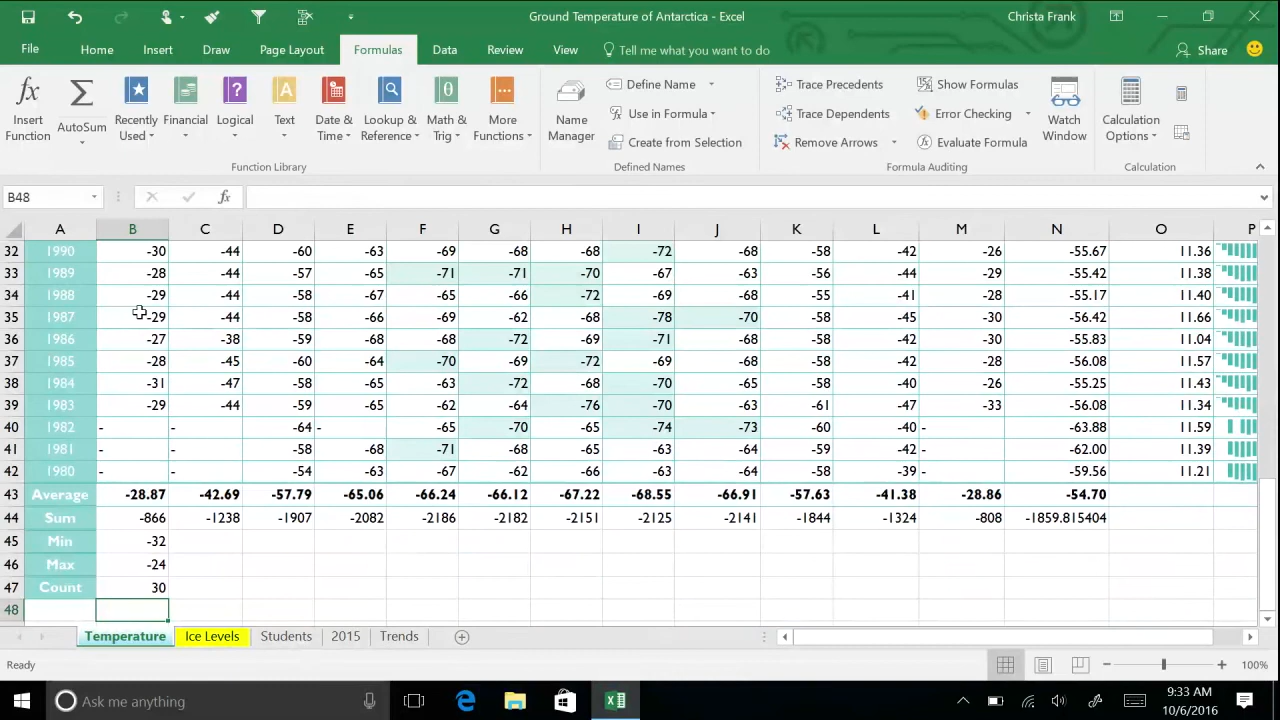 Ground Temperature of Antarctica - Excel
Christa Frank
File Home Insert Draw Page Layout Formulas Data Review View Tell me what you want to do Share
Insert Function
AutoSum
Recently Used
Financial
Logical
Text
Date & Time
Lookup & Reference
Math & Trig
More Functions
Function Library
Name Manager
Define Name
Use in Formula
Create from Selection
Defined Names
Trace Precedents
Trace Dependents
Remove Arrows
Show Formulas
Error Checking
Evaluate Formula
Watch Window
Formula Auditing
Calculation Options
Calculation
B48 fx
A B C D E F G H I J K L M N O P
32 1990 -30 -44 -60 -63 -69 -68 -68 -72 -68 -58 -42 -26 -55.67 11.36
33 1989 -28 -44 -57 -65 -71 -71 -70 -67 -63 -56 -44 -29 -55.42 11.38
34 1988 -29 -44 -58 -67 -65 -66 -72 -69 -68 -55 -41 -28 -55.17 11.40
35 1987 -29 -44 -58 -66 -69 -62 -68 -78 -70 -58 -45 -30 -56.42 11.66
36 1986 -27 -38 -59 -68 -68 -72 -69 -71 -68 -58 -42 -30 -55.83 11.04
37 1985 -28 -45 -60 -64 -70 -69 -72 -69 -68 -58 -42 -28 -56.08 11.57
38 1984 -31 -47 -58 -65 -63 -72 -68 -70 -65 -58 -40 -26 -55.25 11.43
39 1983 -29 -44 -59 -65 -62 -64 -76 -70 -63 -61 -47 -33 -56.08 11.34
40 1982 - - -64 - -65 -70 -65 -74 -73 -60 -40 - -63.88 11.59
41 1981 - - -58 -68 -71 -68 -65 -63 -64 -59 -42 - -62.00 11.39
42 1980 - - -54 -63 -67 -62 -66 -63 -64 -58 -39 - -59.56 11.21
43 Average -28.87 -42.69 -57.79 -65.06 -66.24 -66.12 -67.22 -68.55 -66.91 -57.63 -41.38 -28.86 -54.70
44 Sum -866 -1238 -1907 -2082 -2186 -2182 -2151 -2125 -2141 -1844 -1324 -808 -1859.815404
45 Min -32
46 Max -24
47 Count 30
48
Temperature Ice Levels Students 2015 Trends
Ready
100%
Ask me anything
9:33 AM
10/6/2016